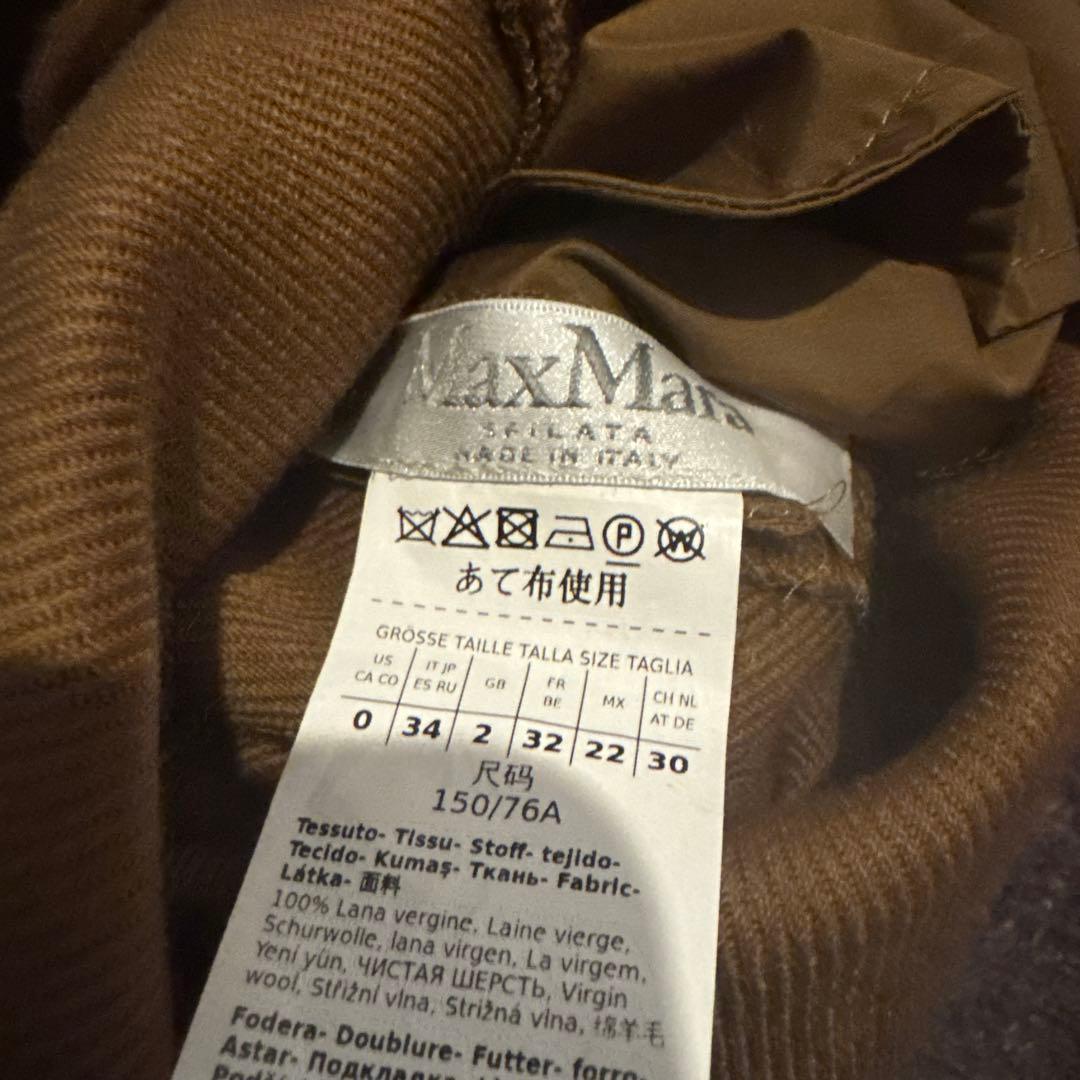 MaxMara
SFILATA
MADE IN ITALY
P W
あて布使用
GRÖSSE TAILLE TALLA SIZE TAGLIA
US CA CO IT JP ES RU GB FR BE MX CH NL AT DE
0 34 2 32 22 30
尺码
150/76A
Tessuto- Tissu- Stoff- tejido-
Tecido- Kumaş- Ткань- Fabric-
Látka- 面料
100% Lana vergine, Laine vierge,
Schurwolle, lana virgen, La virgem,
Yeni yün, ЧИСТАЯ ШЕРСТЬ, Virgin
wool, Střižní vlna, Strižná vlna, 绵羊毛
Fodera- Doublure- Futter- forro-
Astar- Подкладка-